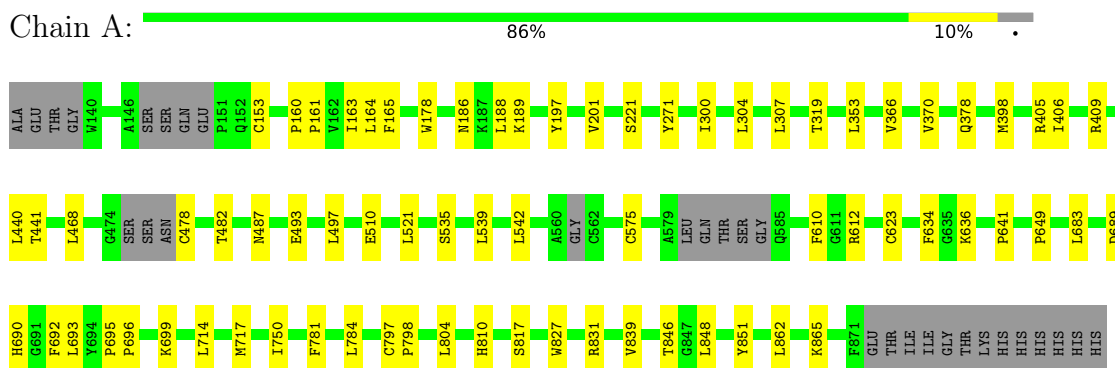 Chain A:
86% 10% •
ALA GLU THR GLY W140 A146 SER SER GLN GLU P151 Q152 C153 P160 P161 V162 I163 L164 F165 W178 N186 K187 L188 K189 Y197 V201 S221 Y271 I300 L304 L307 T319 L353 V366 V370 Q378 M398 R405 I406 R409
L440 T441 L468 G474 SER SER ASN C478 T482 N487 E493 L497 E510 L521 S535 L539 L542 A560 GLY C562 C575 A579 LEU GLN THR SER GLY Q585 F610 G611 R612 C623 F634 G635 K636 P641 P649 L683
H690 G691 F692 L693 Y694 P695 P696 K699 L714 M717 I750 F781 L784 C797 P798 L804 H810 S817 W827 R831 V839 T846 G847 L848 Y851 L862 K865 F871 GLU THR ILE ILE GLY THR LYS HIS HIS HIS HIS HIS HIS